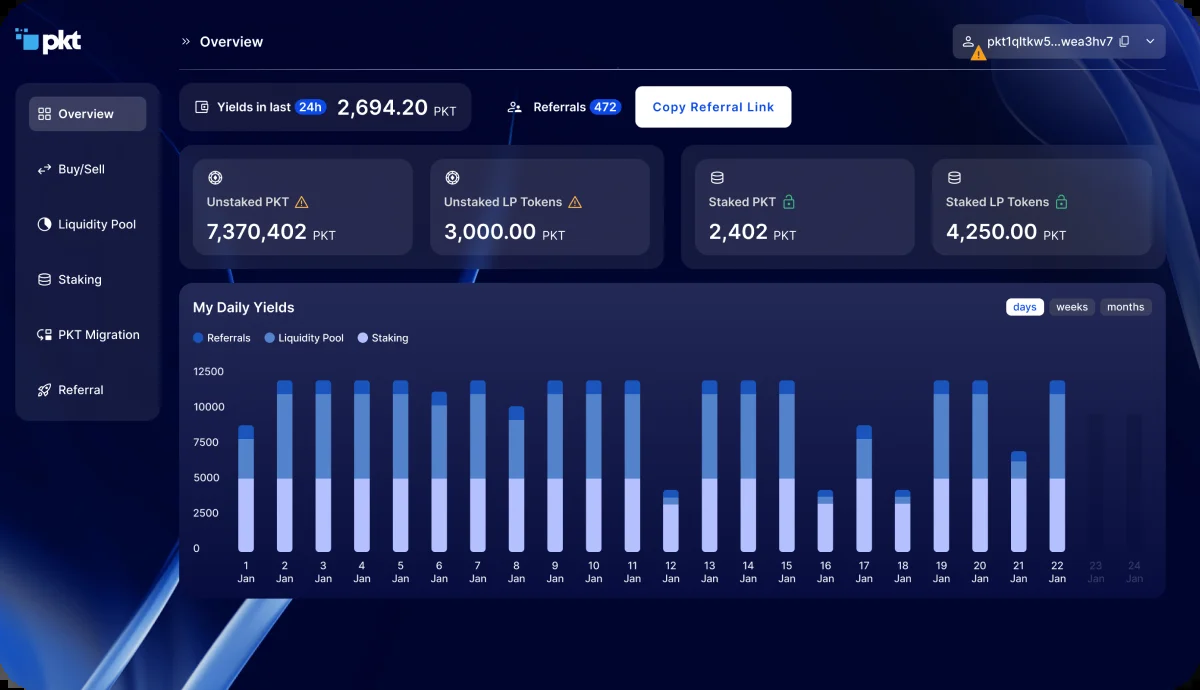 pkt
» Overview
pkt1qltkw5...wea3hv7
Overview
Buy/Sell
Liquidity Pool
Staking
PKT Migration
Referral
Yields in last 24h 2,694.20 PKT
Referrals 472
Copy Referral Link
Unstaked PKT
7,370,402 PKT
Unstaked LP Tokens
3,000.00 PKT
Staked PKT
2,402 PKT
Staked LP Tokens
4,250.00 PKT
My Daily Yields
days weeks months
Referrals Liquidity Pool Staking
12500
10000
7500
5000
2500
0
1 2 3 4 5 6 7 8 9 10 11 12 13 14 15 16 17 18 19 20 21 22 23 24
Jan Jan Jan Jan Jan Jan Jan Jan Jan Jan Jan Jan Jan Jan Jan Jan Jan Jan Jan Jan Jan Jan Jan Jan